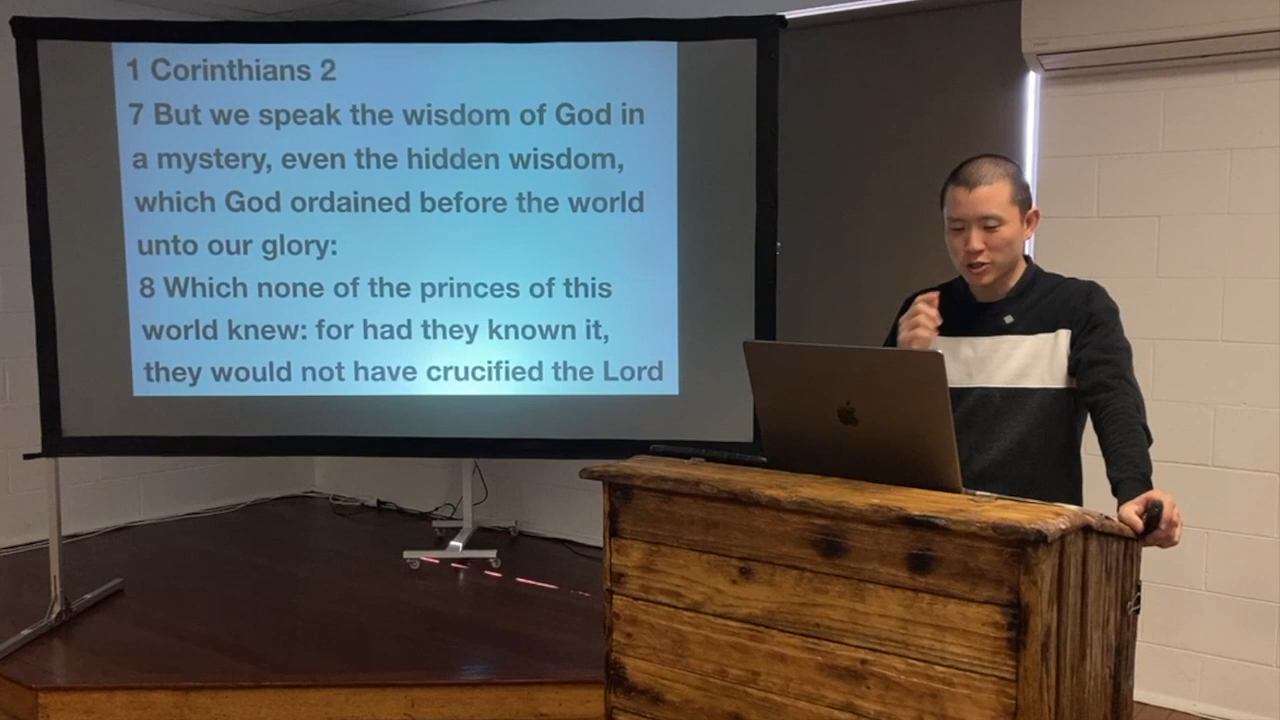 1 Corinthians 2
7 But we speak the wisdom of God in
a mystery, even the hidden wisdom,
which God ordained before the world
unto our glory:
8 Which none of the princes of this
world knew: for had they known it,
they would not have crucified the Lord